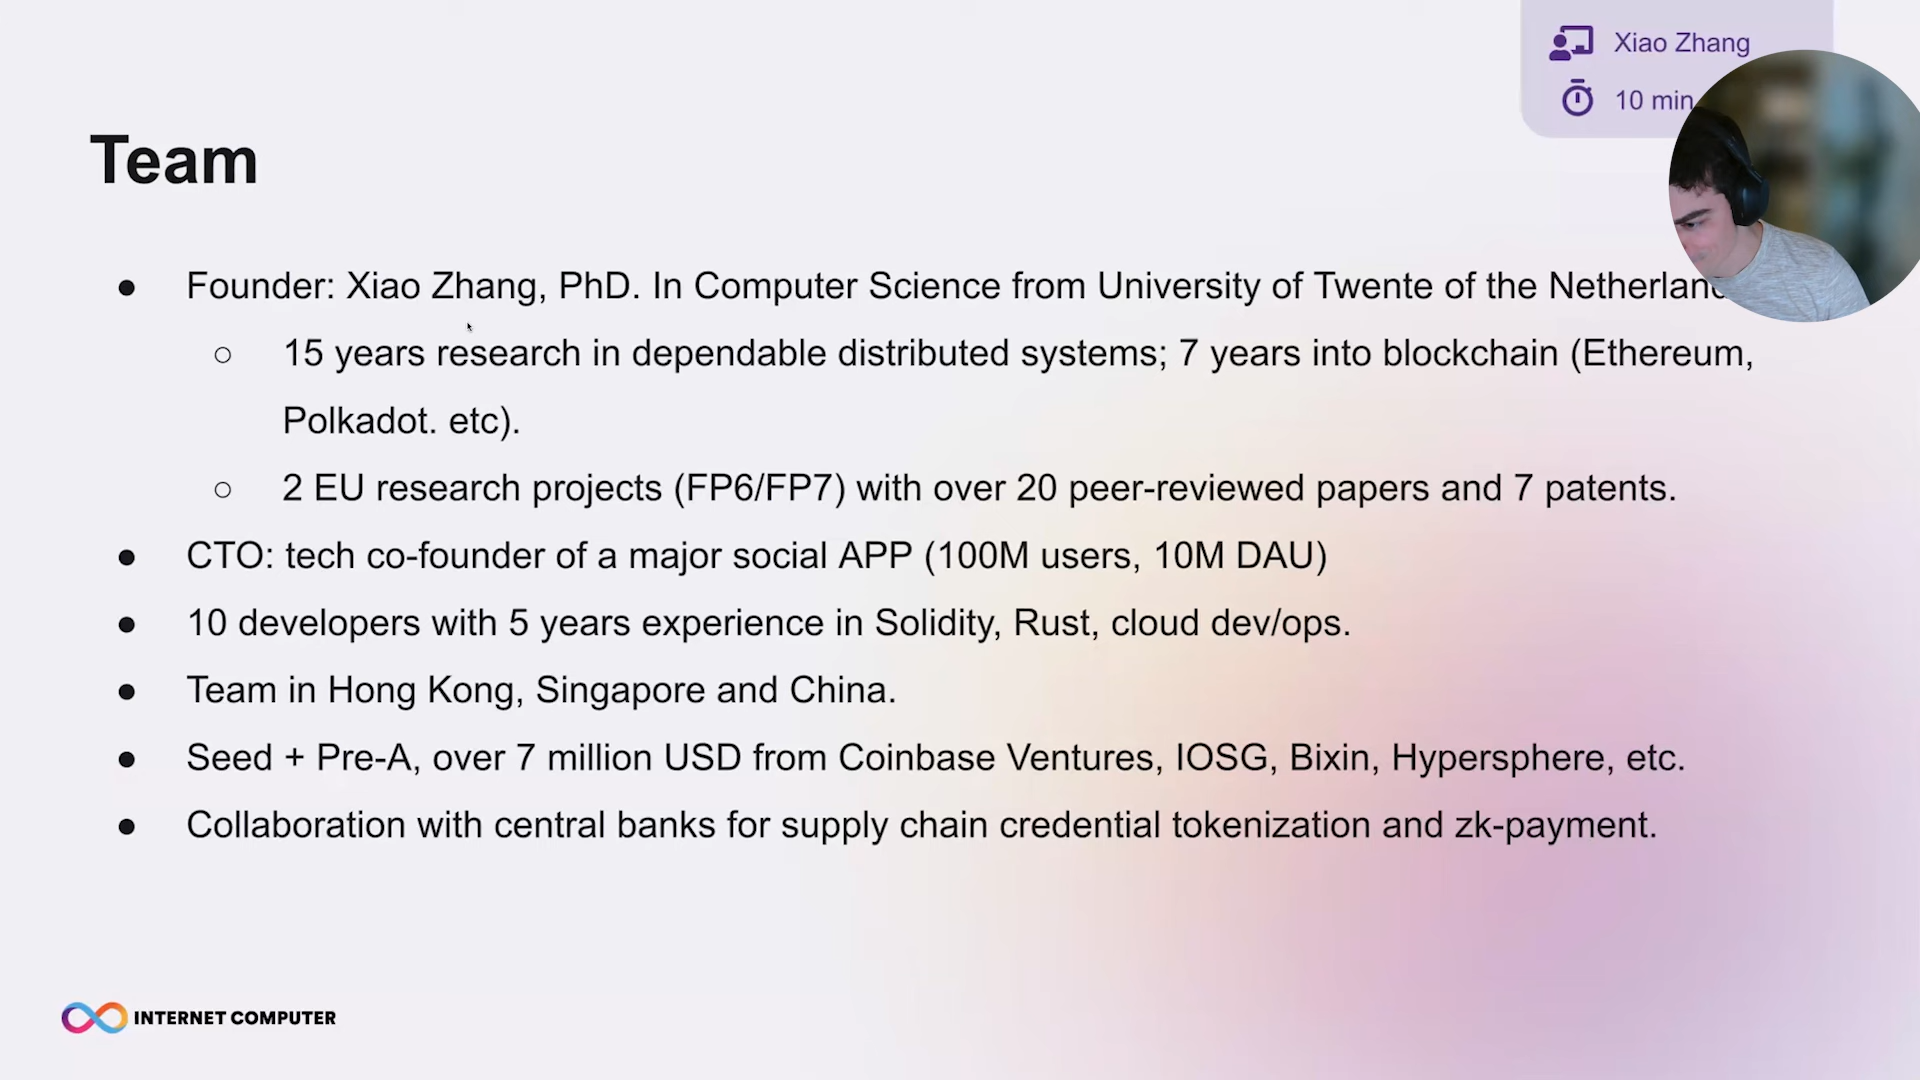 Xiao Zhang
10 min
Team
● Founder: Xiao Zhang, PhD. In Computer Science from University of Twente of the
○ 15 years research in dependable distributed systems; 7 years into blockchain (Ethereum,
Polkadot. etc).
○ 2 EU research projects (FP6/FP7) with over 20 peer-reviewed papers and 7 patents.
● CTO: tech co-founder of a major social APP (100M users, 10M DAU)
● 10 developers with 5 years experience in Solidity, Rust, cloud dev/ops.
● Team in Hong Kong, Singapore and China.
● Seed + Pre-A, over 7 million USD from Coinbase Ventures, IOSG, Bixin, Hypersphere, etc.
● Collaboration with central banks for supply chain credential tokenization and zk-payment.
INTERNET COMPUTER